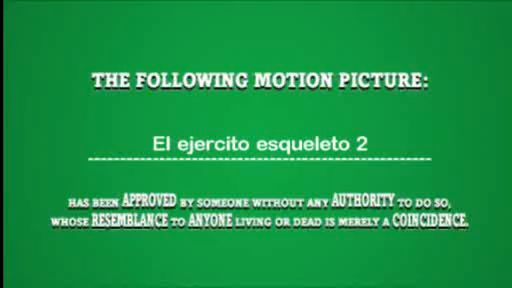 THE FOLLOWING MOTION PICTURE:
El ejercito esqueleto 2
HAS BEEN APPROVED BY SOMEONE WITHOUT ANY AUTHORITY TO DO SO,
WHOSE RESEMBLANCE TO ANYONE LIVING OR DEAD IS MERELY A COINCIDENCE.